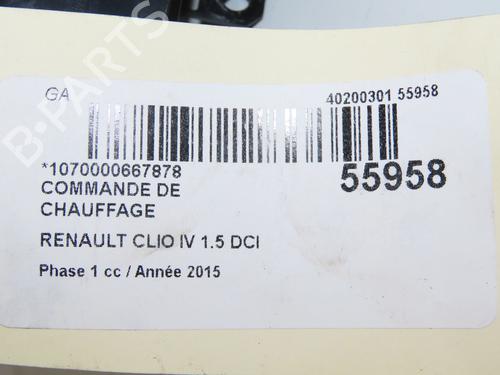 GA
40200301 55958
*1070000667878
55958
COMMANDE DE
CHAUFFAGE
RENAULT CLIO IV 1.5 DCI
Phase 1 cc / Année 2015
B-PARTS